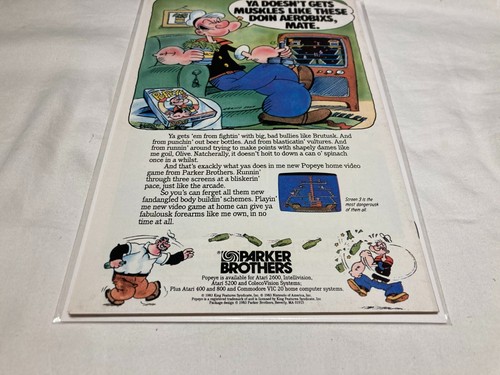 YA DOESN'T GETS
MUSKLES LIKE THESE
DOIN AEROBIXS,
MATE.
Ya gets 'em from fightin' with big, bad bullies like Brutusk. And
from punchin' out beer bottles. And from blasticatin' vultures. And
from runnin' around trying to make points with shapely dames like
me goil, Olive. Natcherally, it doesn't hoit to down a can o' spinach
once in a whilst.
And that's exackly what yas does in me new Popeye home video
game from Parker Brothers. Runnin'
through three screens at a bliskerin'
pace, just like the arcade.
So you's can ferget all them new
fandangled body buildin' schemes. Playin'
me new video game at home can give ya
fabulousk forearms like me own, in no
time at all.
Screen 3 is the
most dangerousk
of them all.
PARKER
BROTHERS
Popeye is available for Atari 2600, Intellivision,
Atari 5200 and ColecoVision Systems;
Plus Atari 400 and 800 and Commodore VIC 20 home computer systems.